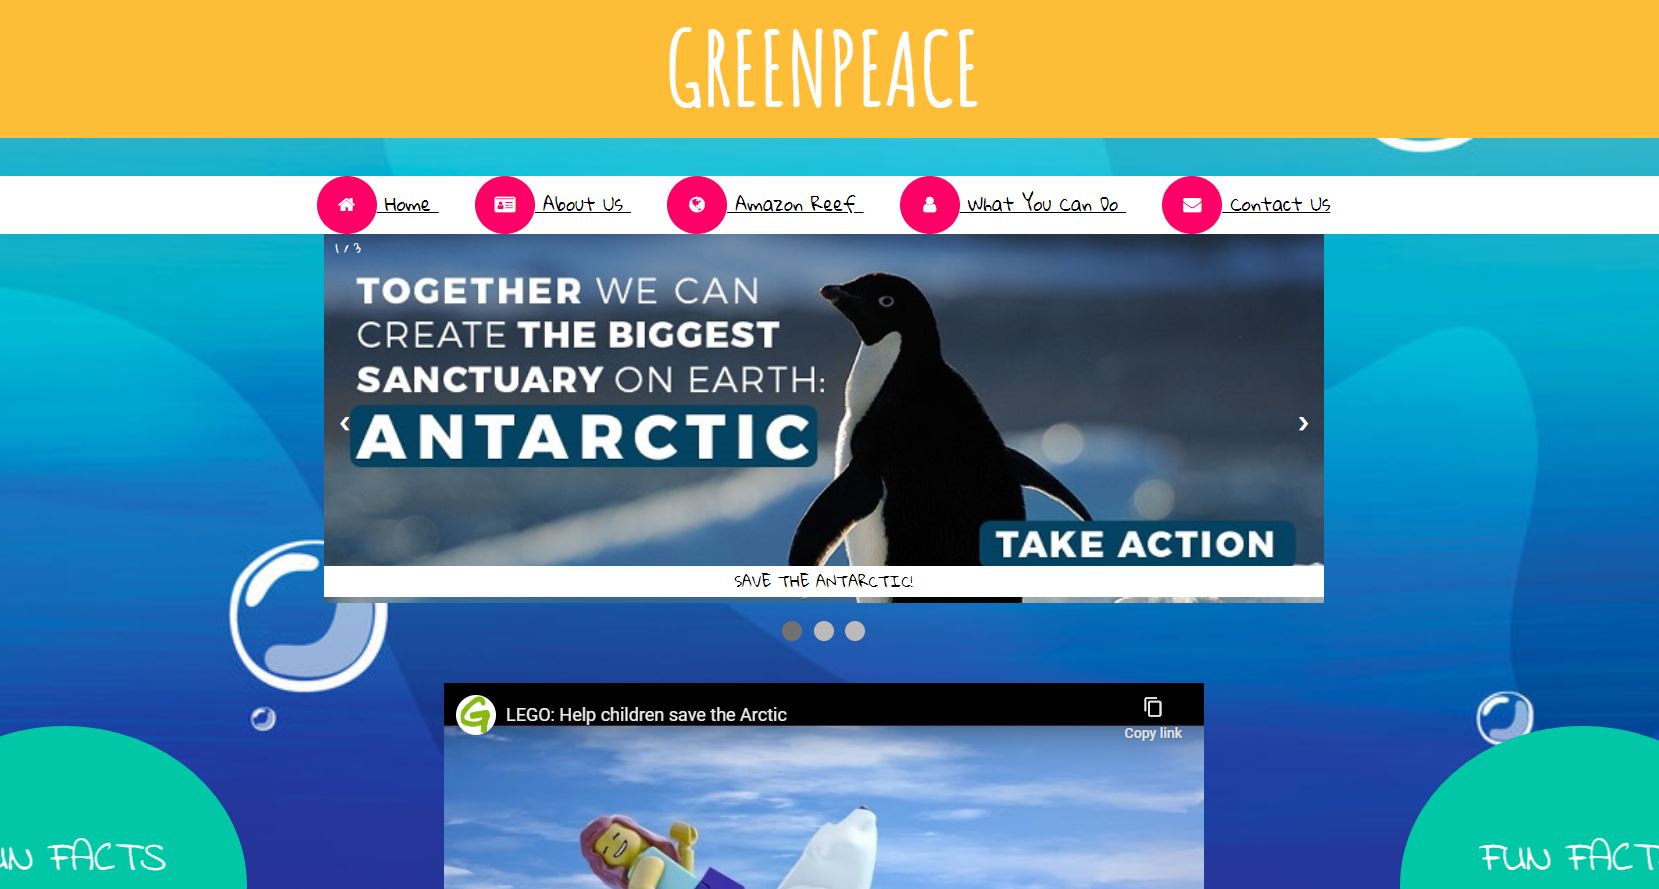 GREENPEACE
Home
About Us
Amazon Reef
What You Can Do
Contact Us
1 / 3
TOGETHER WE CAN
CREATE THE BIGGEST
SANCTUARY ON EARTH:
ANTARCTIC
TAKE ACTION
SAVE THE ANTARCTIC!
LEGO: Help children save the Arctic
Copy link
UN FACTS
FUN FACT